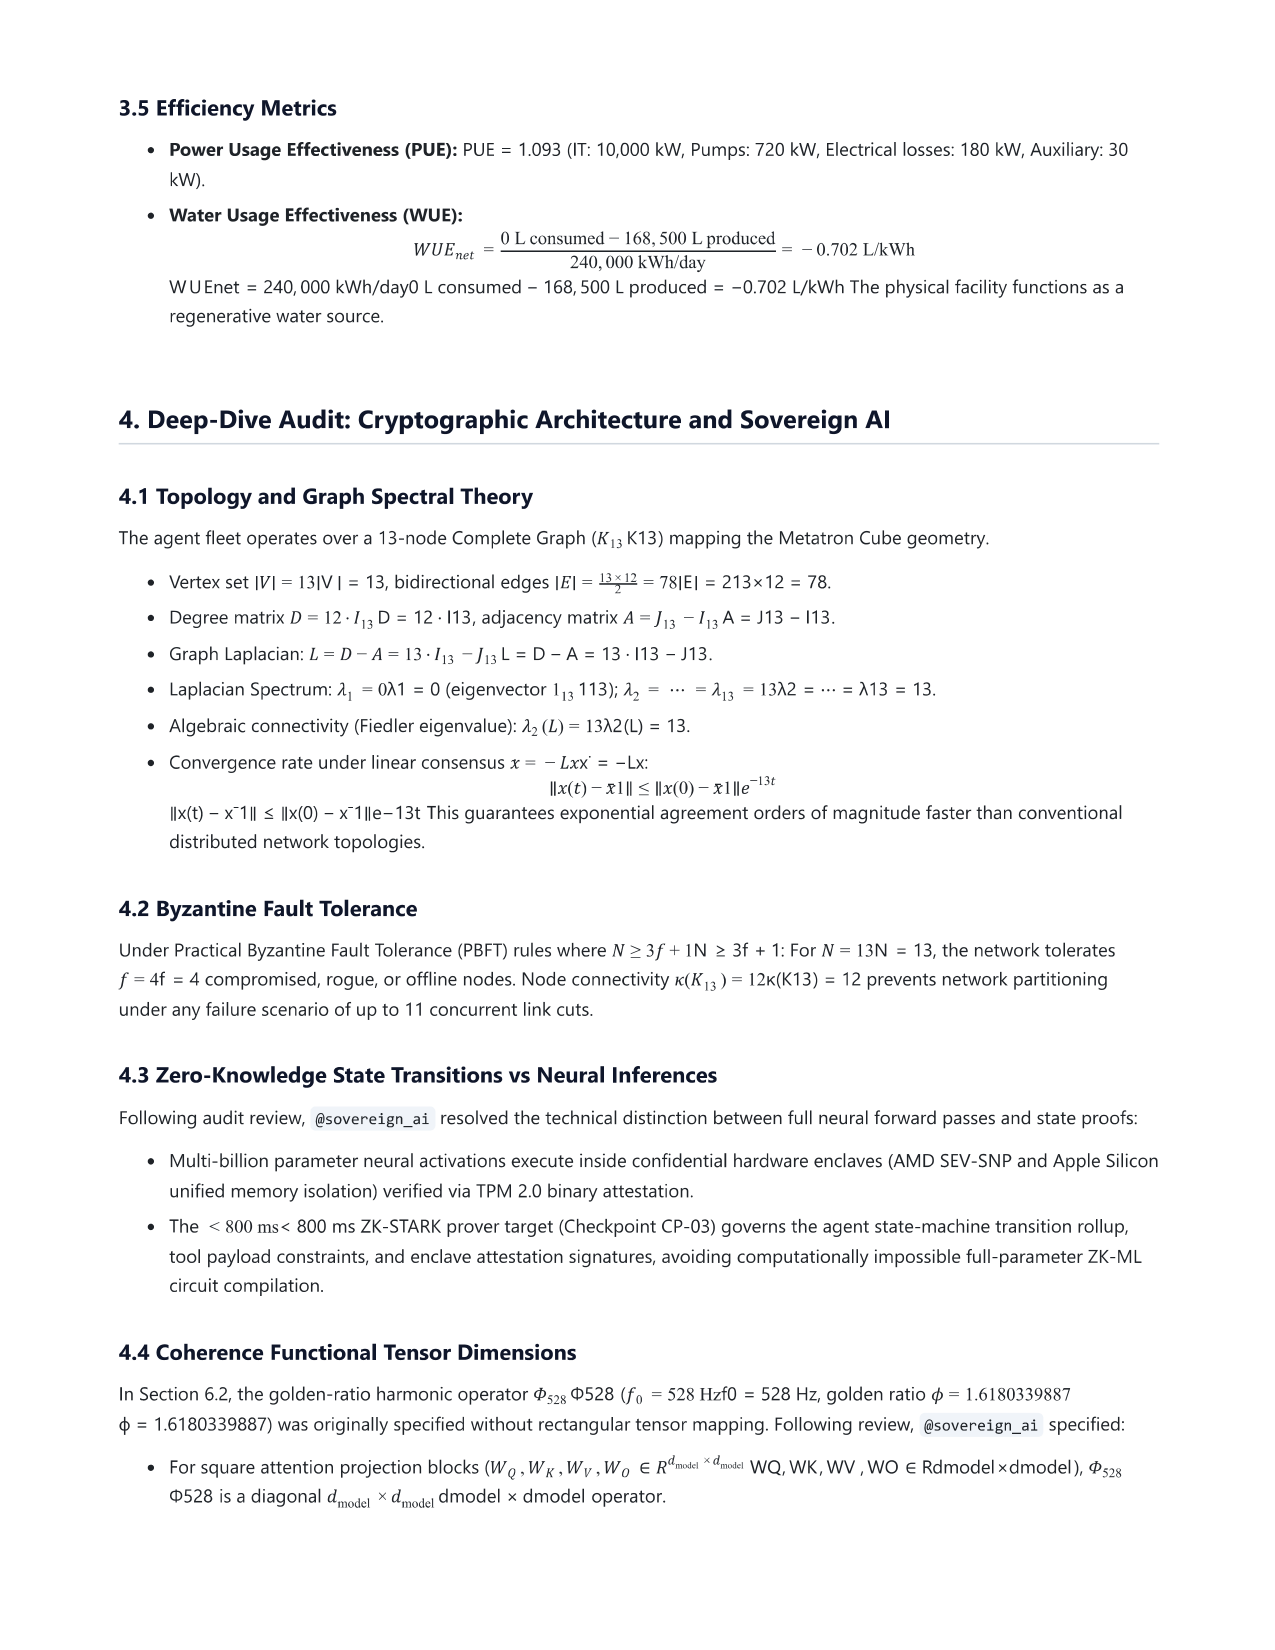 3.5 Efficiency Metrics
• Power Usage Effectiveness (PUE): PUE = 1.093 (IT: 10,000 kW, Pumps: 720 kW, Electrical losses: 180 kW, Auxiliary: 30
kW).
• Water Usage Effectiveness (WUE):
WUE_net = (0 L consumed − 168, 500 L produced) / (240, 000 kWh/day) = − 0.702 L/kWh
WUEnet = 240, 000 kWh/day0 L consumed − 168, 500 L produced = −0.702 L/kWh The physical facility functions as a
regenerative water source.
4. Deep-Dive Audit: Cryptographic Architecture and Sovereign AI
4.1 Topology and Graph Spectral Theory
The agent fleet operates over a 13-node Complete Graph (K₁₃ K13) mapping the Metatron Cube geometry.
• Vertex set |V| = 13|V| = 13, bidirectional edges |E| = 13×12/2 = 78|E| = 213×12 = 78.
• Degree matrix D = 12 · I₁₃ D = 12 · I13, adjacency matrix A = J₁₃ − I₁₃ A = J13 − I13.
• Graph Laplacian: L = D − A = 13 · I₁₃ − J₁₃ L = D − A = 13 · I13 − J13.
• Laplacian Spectrum: λ₁ = 0λ1 = 0 (eigenvector 1₁₃ 113); λ₂ = ⋯ = λ₁₃ = 13λ2 = ⋯ = λ13 = 13.
• Algebraic connectivity (Fiedler eigenvalue): λ₂(L) = 13λ2(L) = 13.
• Convergence rate under linear consensus ẋ = − Lxx˙ = −Lx:
‖x(t) − x̄1‖ ≤ ‖x(0) − x̄1‖e⁻¹³ᵗ
‖x(t) − xˉ1‖ ≤ ‖x(0) − xˉ1‖e−13t This guarantees exponential agreement orders of magnitude faster than conventional
distributed network topologies.
4.2 Byzantine Fault Tolerance
Under Practical Byzantine Fault Tolerance (PBFT) rules where N ≥ 3f + 1N ≥ 3f + 1: For N = 13N = 13, the network tolerates
f = 4f = 4 compromised, rogue, or offline nodes. Node connectivity κ(K₁₃) = 12κ(K13) = 12 prevents network partitioning
under any failure scenario of up to 11 concurrent link cuts.
4.3 Zero-Knowledge State Transitions vs Neural Inferences
Following audit review, @sovereign_ai resolved the technical distinction between full neural forward passes and state proofs:
• Multi-billion parameter neural activations execute inside confidential hardware enclaves (AMD SEV-SNP and Apple Silicon
unified memory isolation) verified via TPM 2.0 binary attestation.
• The < 800 ms< 800 ms ZK-STARK prover target (Checkpoint CP-03) governs the agent state-machine transition rollup,
tool payload constraints, and enclave attestation signatures, avoiding computationally impossible full-parameter ZK-ML
circuit compilation.
4.4 Coherence Functional Tensor Dimensions
In Section 6.2, the golden-ratio harmonic operator Φ₅₂₈ Φ528 (f₀ = 528 Hzf0 = 528 Hz, golden ratio ϕ = 1.6180339887
ϕ = 1.6180339887) was originally specified without rectangular tensor mapping. Following review, @sovereign_ai specified:
• For square attention projection blocks (W_Q, W_K, W_V, W_O ∈ R^(d_model × d_model) WQ, WK, WV , WO ∈ Rdmodel×dmodel), Φ₅₂₈
Φ528 is a diagonal d_model × d_model dmodel × dmodel operator.